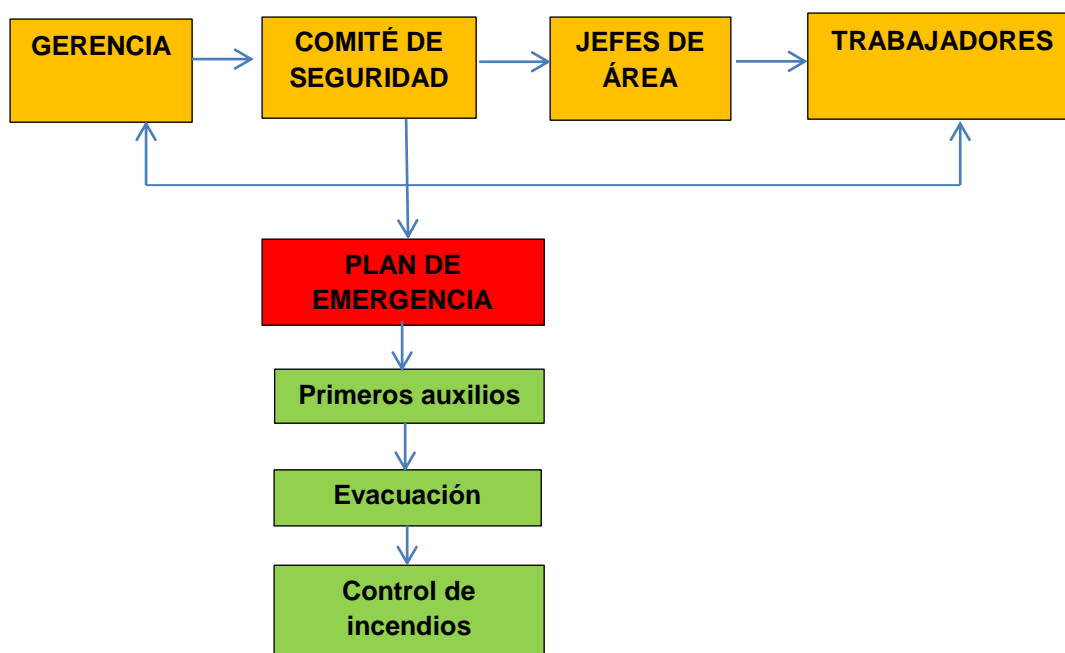 GERENCIA
COMITÉ DE
SEGURIDAD
JEFES DE
ÁREA
TRABAJADORES
PLAN DE
EMERGENCIA
Primeros auxilios
Evacuación
Control de
incendios